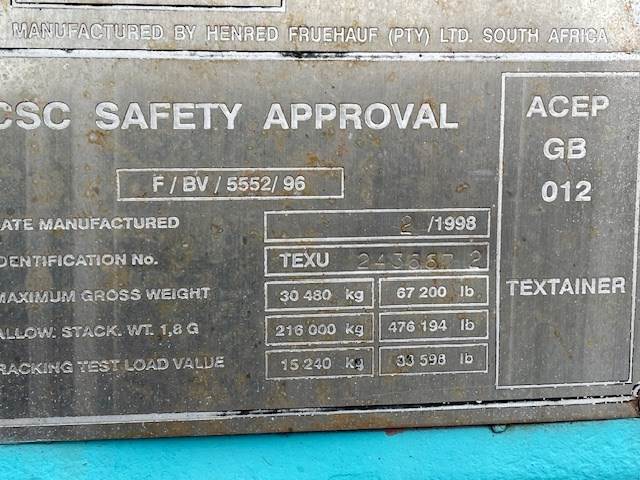 MANUFACTURED BY HENRED FRUEHAUF (PTY) LTD. SOUTH AFRICA
CSC SAFETY APPROVAL
F / BV / 5552/ 96
ATE MANUFACTURED 2 /1998
DENTIFICATION No. TEXU 243667 2
MAXIMUM GROSS WEIGHT 30 480 kg 67 200 lb
ALLOW. STACK. WT. 1,8 G 216 000 kg 476 194 lb
RACKING TEST LOAD VALUE 15 240 kg 33 598 lb
ACEP
GB
012
TEXTAINER